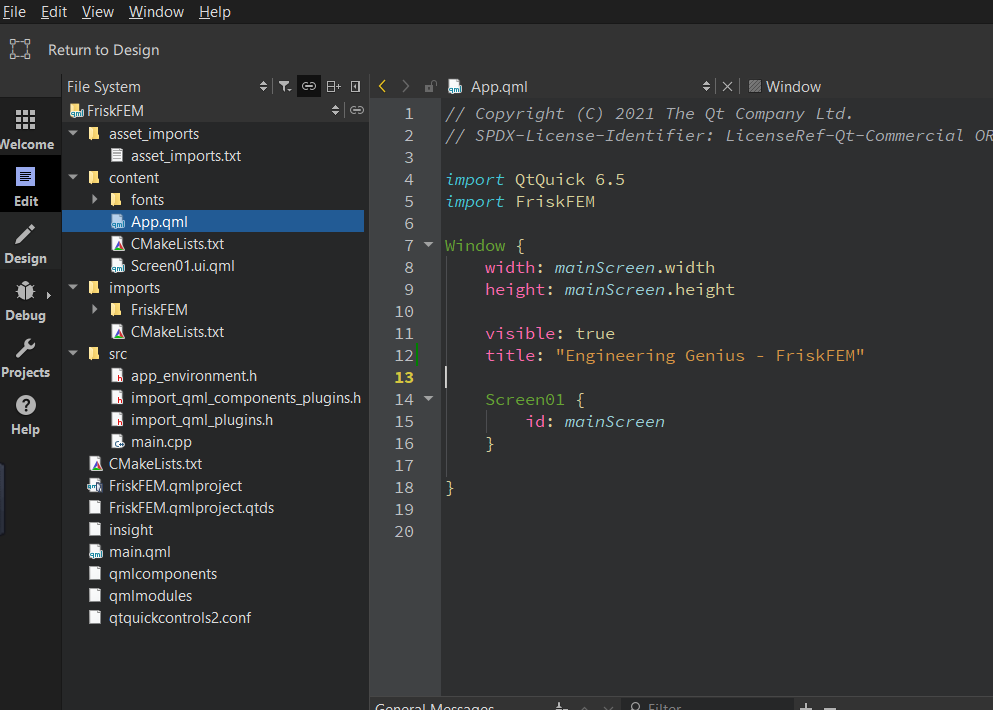 File Edit View Window Help
Return to Design
File System
FriskFEM
asset_imports
asset_imports.txt
content
fonts
App.qml
CMakeLists.txt
Screen01.ui.qml
imports
FriskFEM
CMakeLists.txt
src
app_environment.h
import_qml_components_plugins.h
import_qml_plugins.h
main.cpp
CMakeLists.txt
FriskFEM.qmlproject
FriskFEM.qmlproject.qtds
insight
main.qml
qmlcomponents
qmlmodules
qtquickcontrols2.conf
Welcome
Edit
Design
Debug
Projects
Help
App.qml
Window
1 // Copyright (C) 2021 The Qt Company Ltd.
2 // SPDX-License-Identifier: LicenseRef-Qt-Commercial OR
3
4 import QtQuick 6.5
5 import FriskFEM
6
7 Window {
8 width: mainScreen.width
9 height: mainScreen.height
10
11 visible: true
12 title: "Engineering Genius - FriskFEM"
13
14 Screen01 {
15 id: mainScreen
16 }
17
18 }
19
20
General Messages
Filter